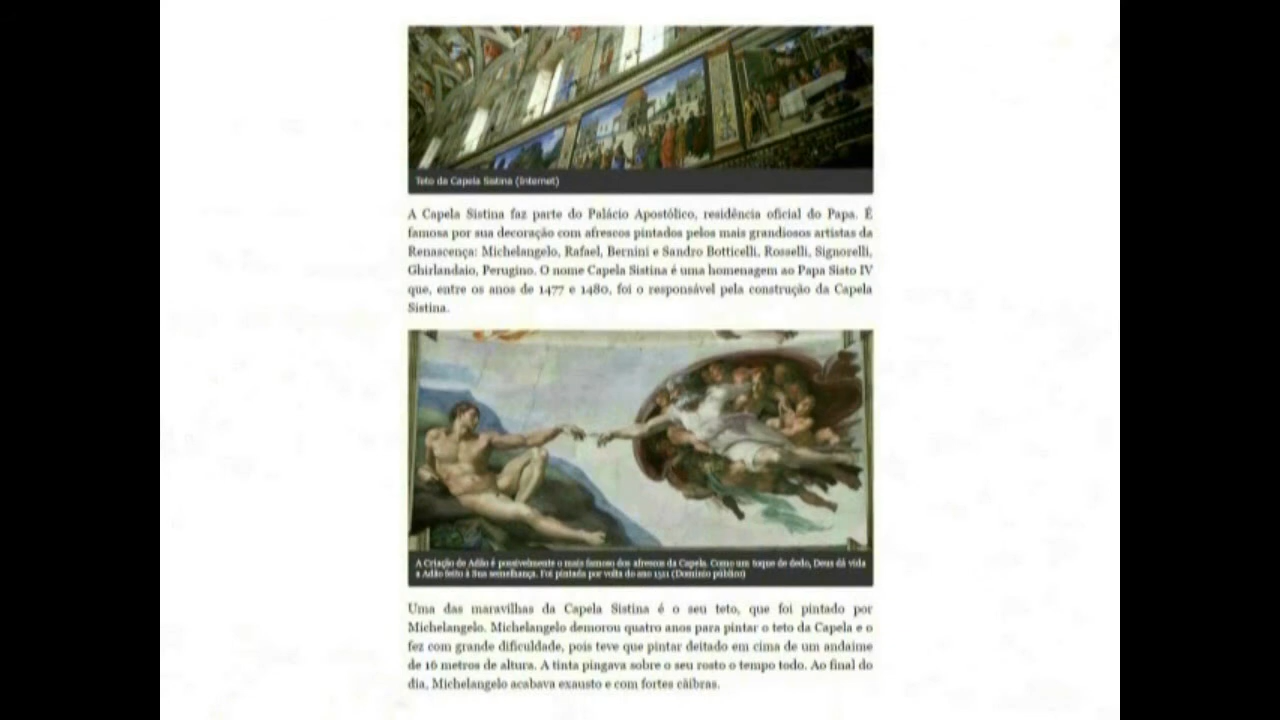 Teto da Capela Sistina (Internet)
A Capela Sistina faz parte do Palácio Apostólico, residência oficial do Papa. É
famosa por sua decoração com afrescos pintados pelos mais grandiosos artistas da
Renascença: Michelangelo, Rafael, Bernini e Sandro Botticelli, Rosselli, Signorelli,
Ghirlandaio, Perugino. O nome Capela Sistina é uma homenagem ao Papa Sisto IV
que, entre os anos de 1477 e 1480, foi o responsável pela construção da Capela
Sistina.
A Criação de Adão é possivelmente o mais famoso dos afrescos da Capela. Como um toque de dedo, Deus dá vida
a Adão feito à Sua semelhança. Foi pintada por volta do ano 1511 (Domínio público)
Uma das maravilhas da Capela Sistina é o seu teto, que foi pintado por
Michelangelo. Michelangelo demorou quatro anos para pintar o teto da Capela e o
fez com grande dificuldade, pois teve que pintar deitado em cima de um andaime
de 16 metros de altura. A tinta pingava sobre o seu rosto o tempo todo. Ao final do
dia, Michelangelo acabava exausto e com fortes cãibras.